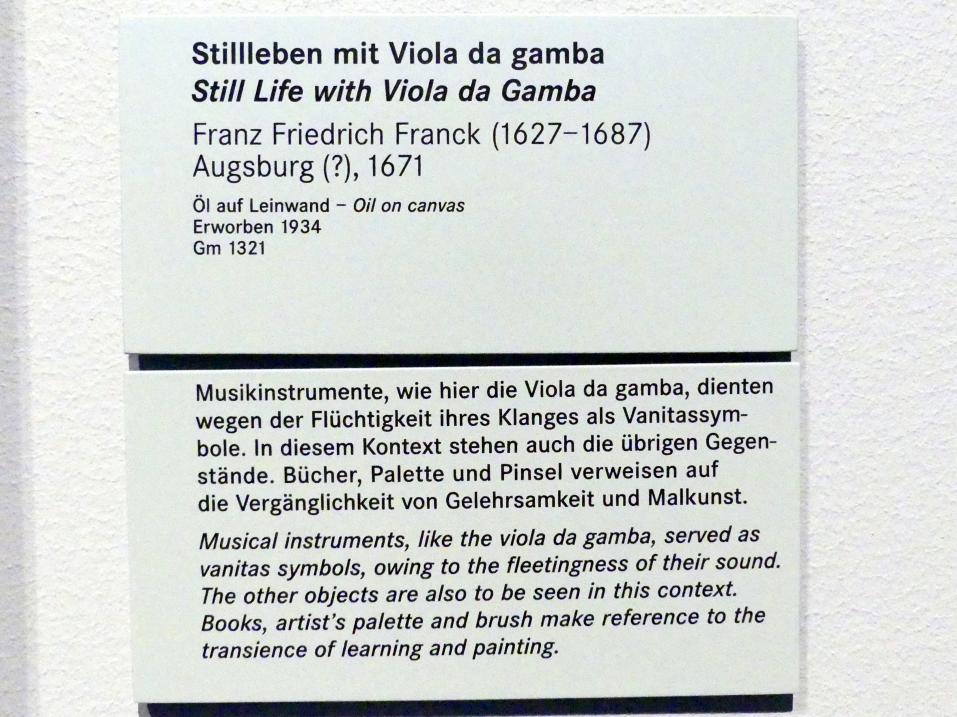 Stillleben mit Viola da gamba
Still Life with Viola da Gamba
Franz Friedrich Franck (1627–1687)
Augsburg (?), 1671
Öl auf Leinwand – Oil on canvas
Erworben 1934
Gm 1321
Musikinstrumente, wie hier die Viola da gamba, dienten
wegen der Flüchtigkeit ihres Klanges als Vanitassym-
bole. In diesem Kontext stehen auch die übrigen Gegen-
stände. Bücher, Palette und Pinsel verweisen auf
die Vergänglichkeit von Gelehrsamkeit und Malkunst.
Musical instruments, like the viola da gamba, served as
vanitas symbols, owing to the fleetingness of their sound.
The other objects are also to be seen in this context.
Books, artist's palette and brush make reference to the
transience of learning and painting.